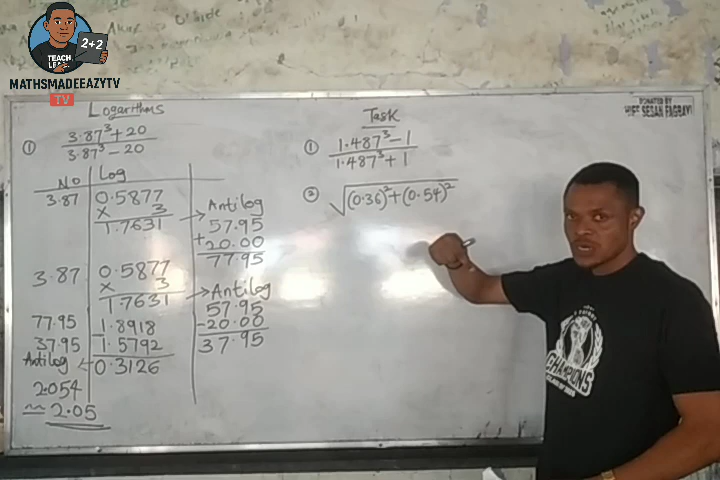 2+2
TEACH.
MATHSMADEEAZYTV
TV
DONATED BY
Logarithms
① 3.87³ + 20
3.87³ − 20
No Log
3.87 0.5877
× 3
1.7631 → Antilog
57.95
+20.00
77.95
3.87 0.5877
× 3
1.7631 → Antilog
57.95
−20.00
37.95
77.95 1.8918
37.95 −1.5792
Antilog ← 0.3126
2.054
≈ 2.05
Task
① 1.487³ − 1
1.487³ + 1
② √(0.36)² + (0.54)²
CHAMPIONS